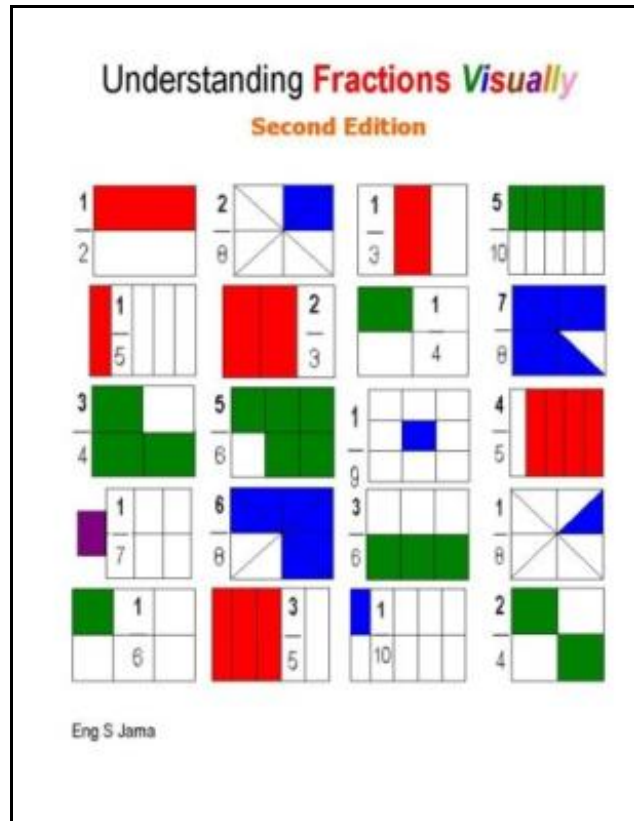 Understanding Fractions Visually
Second Edition
1/2 2/8 1/3 5/10
1/5 2/3 1/4 7/8
3/4 5/6 1/9 4/5
1/7 6/8 3/6 1/8
1/6 3/5 1/10 2/4
Eng S Jama